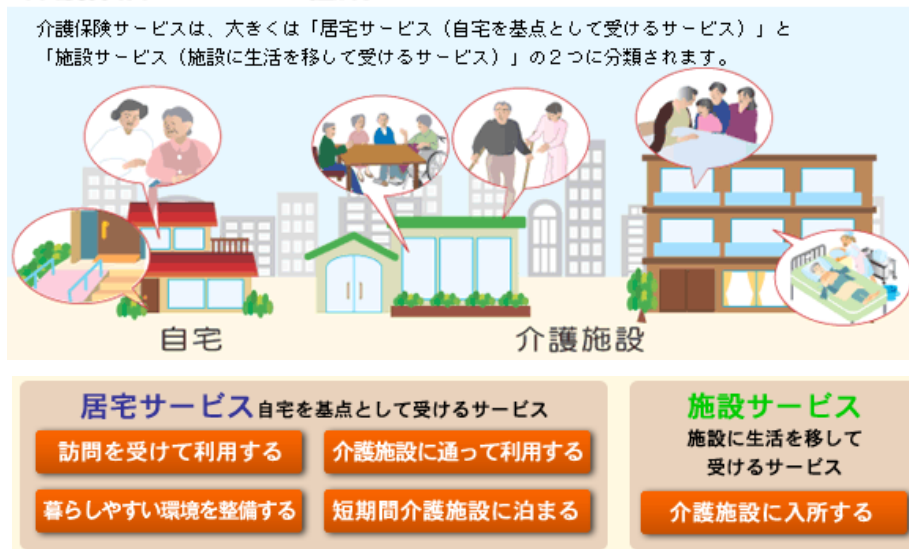 介護保険サービスは、大きくは「居宅サービス（自宅を基点として受けるサービス）」と
「施設サービス（施設に生活を移して受けるサービス）」の２つに分類されます。
自宅
介護施設
居宅サービス自宅を基点として受けるサービス
訪問を受けて利用する
介護施設に通って利用する
暮らしやすい環境を整備する
短期間介護施設に泊まる
施設サービス
施設に生活を移して
受けるサービス
介護施設に入所する